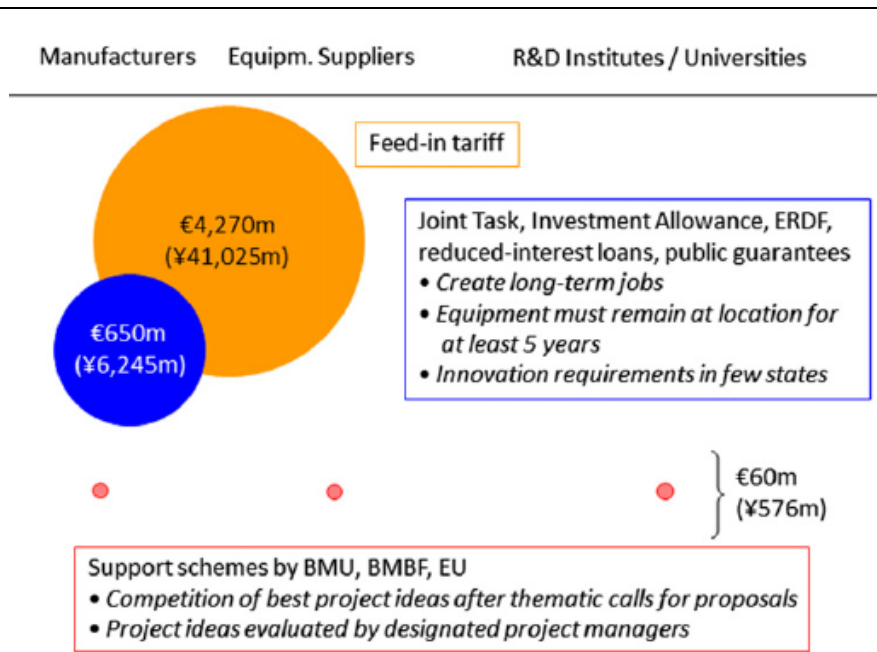 Manufacturers Equipm. Suppliers R&D Institutes / Universities
Feed-in tariff
€4,270m
(¥41,025m)
Joint Task, Investment Allowance, ERDF,
reduced-interest loans, public guarantees
• Create long-term jobs
• Equipment must remain at location for
at least 5 years
• Innovation requirements in few states
€650m
(¥6,245m)
€60m
(¥576m)
Support schemes by BMU, BMBF, EU
• Competition of best project ideas after thematic calls for proposals
• Project ideas evaluated by designated project managers